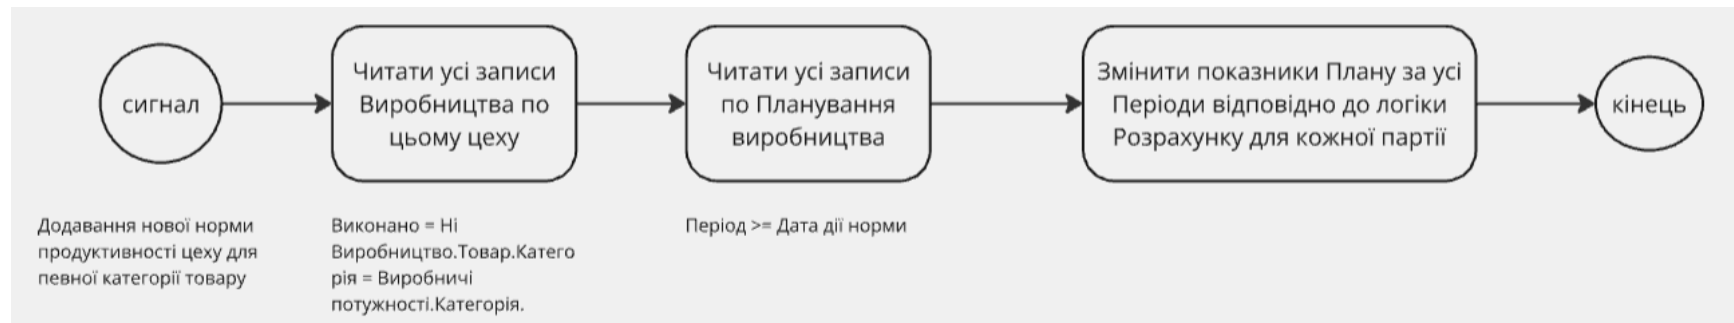 сигнал
Читати усі записи
Виробництва по
цьому цеху
Читати усі записи
по Планування
виробництва
Змінити показники Плану за усі
Періоди відповідно до логіки
Розрахунку для кожної партії
кінець
Додавання нової норми
продуктивності цеху для
певної категорії товару
Виконано = Ні
Виробництво.Товар.Катего
рія = Виробничі
потужності.Категорія.
Період >= Дата дії норми